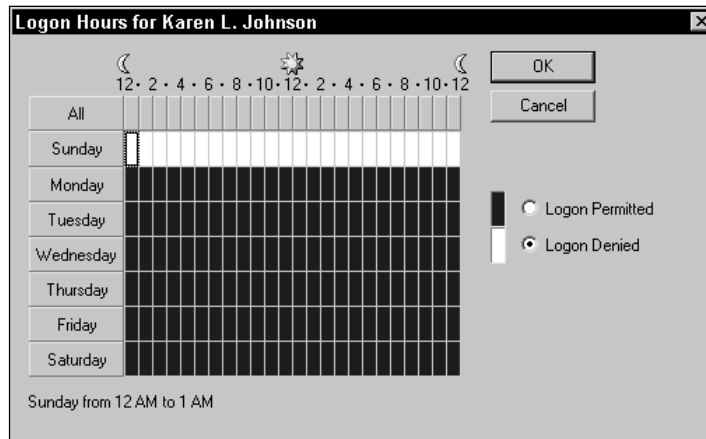 Logon Hours for Karen L. Johnson
12 · 2 · 4 · 6 · 8 · 10 · 12 · 2 · 4 · 6 · 8 · 10 · 12
OK
Cancel
All
Sunday
Monday
Tuesday
Wednesday
Thursday
Friday
Saturday
Logon Permitted
Logon Denied
Sunday from 12 AM to 1 AM